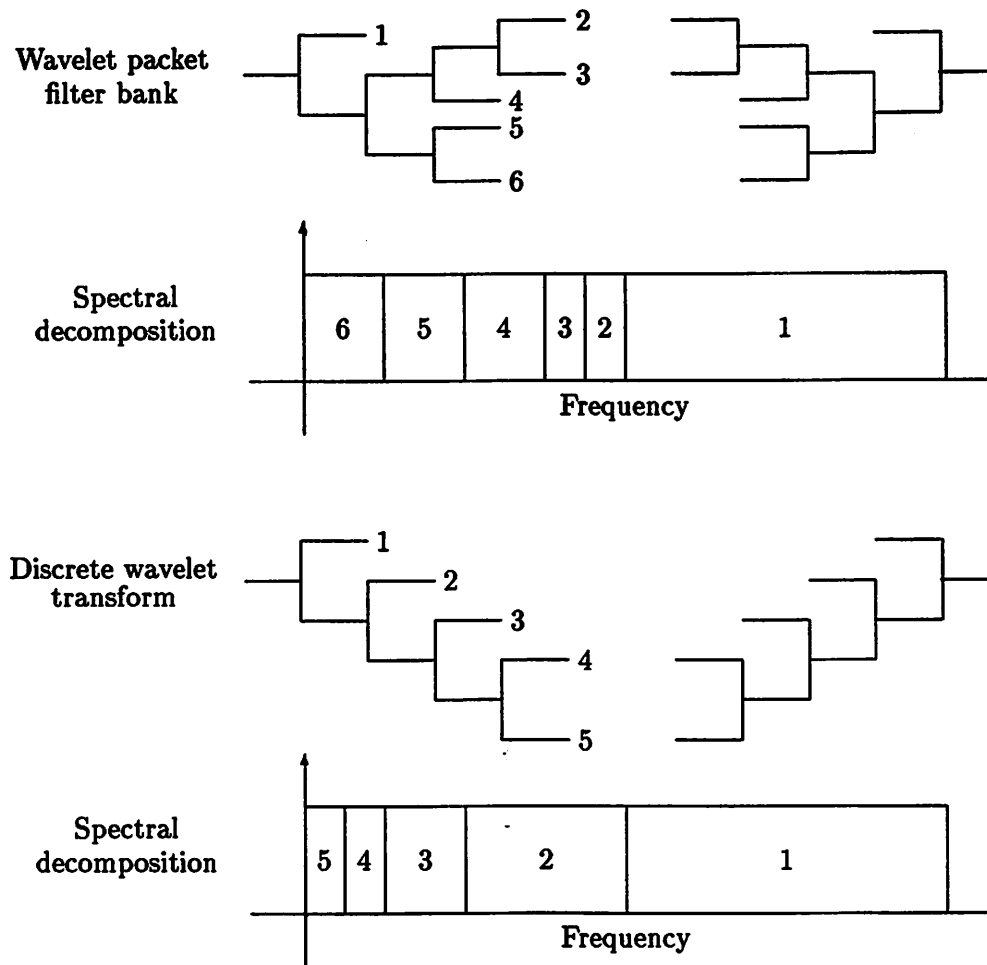 Wavelet packet
filter bank
1
2
3
4
5
6
Spectral
decomposition
6 5 4 3 2 1
Frequency
Discrete wavelet
transform
1
2
3
4
5
Spectral
decomposition
5 4 3 2 1
Frequency